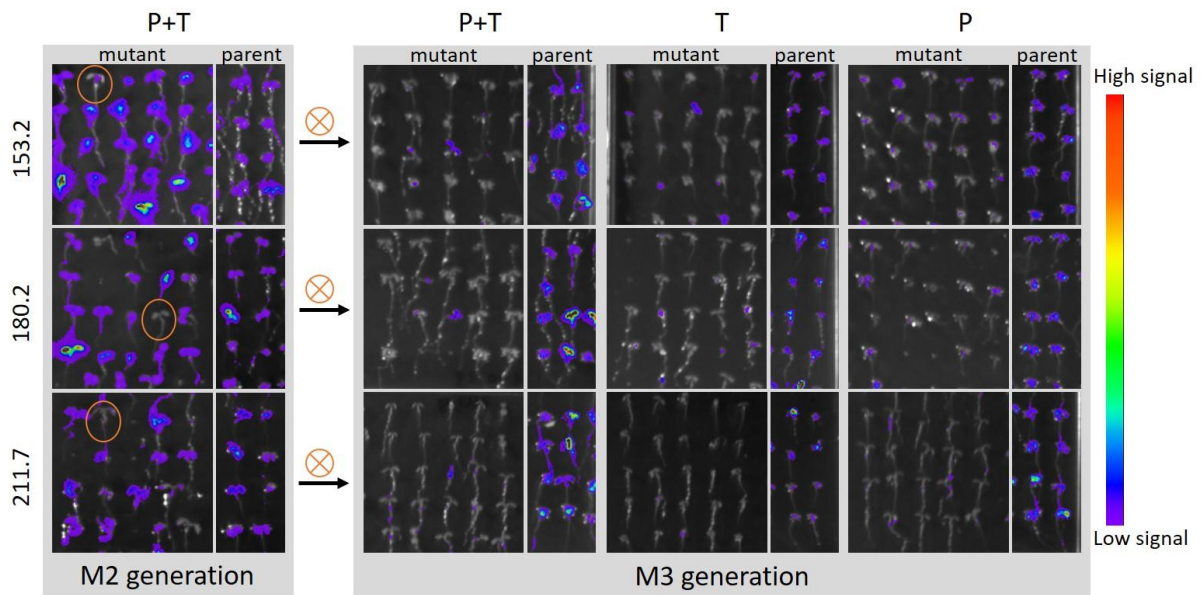 P+T
P+T
T
P
mutant
parent
mutant
parent
mutant
parent
mutant
parent
High signal
153.2
180.2
211.7
Low signal
M2 generation
M3 generation